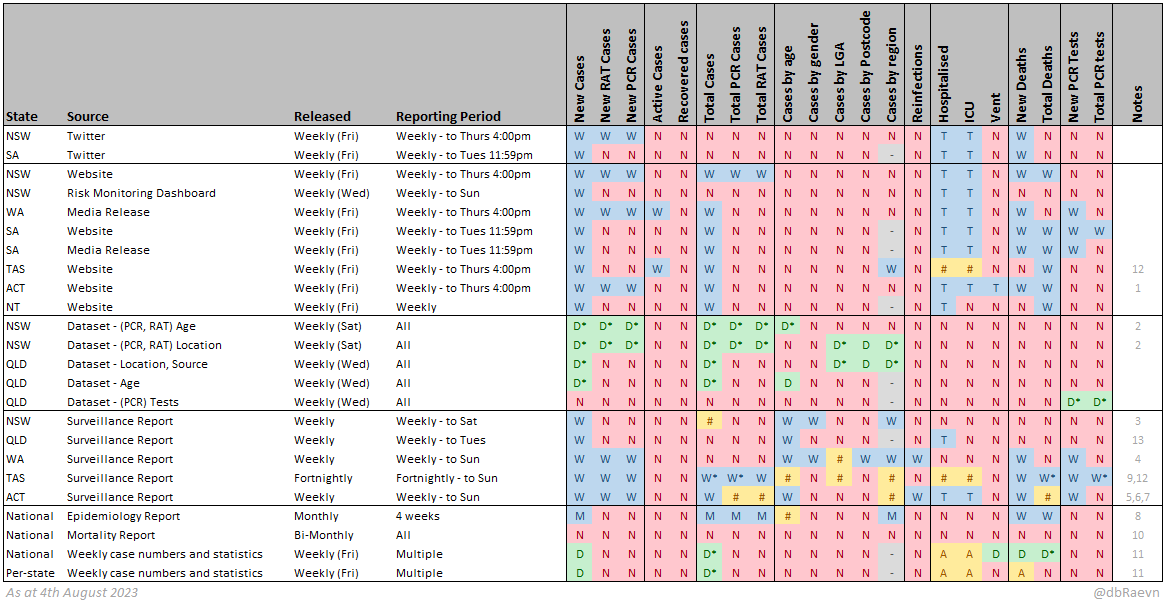 State Source Released Reporting Period New Cases New RAT Cases New PCR Cases Active Cases Recovered cases Total Cases Total PCR Cases Total RAT Cases Cases by age Cases by gender Cases by LGA Cases by Postcode Cases by region Reinfections Hospitalised ICU Vent New Deaths Total Deaths New PCR Tests Total PCR tests Notes
NSW Twitter Weekly (Fri) Weekly - to Thurs 4:00pm W W W N N N N N N N N N N N T T N W N N N
SA Twitter Weekly (Fri) Weekly - to Tues 11:59pm W N N N N N N N N N N N - N T T N W N N N
NSW Website Weekly (Fri) Weekly - to Thurs 4:00pm W W W N N W W W N N N N N N T T N W W N N
NSW Risk Monitoring Dashboard Weekly (Wed) Weekly - to Sun W N N N N N N N N N N N N N T T N N N N N
WA Media Release Weekly (Fri) Weekly - to Thurs 4:00pm W W W W N W N N N N N N N N T T N W N W N
SA Website Weekly (Fri) Weekly - to Tues 11:59pm W N N N N W N N N N N N - N T T N W W W W
SA Media Release Weekly (Fri) Weekly - to Tues 11:59pm W N N N N W N N N N N N - N T T N W W W N
TAS Website Weekly (Fri) Weekly - to Thurs 4:00pm W N N W N W N N N N N N W N # # N N W N N 12
ACT Website Weekly (Fri) Weekly - to Thurs 4:00pm W W W N N W N N N N N N N N T T T W W N N 1
NT Website Weekly (Fri) Weekly W N N N N W N N N N N N - N T N N N W N N
NSW Dataset - (PCR, RAT) Age Weekly (Sat) All D* D* D* N N D* D* D* D* N N N N N N N N N N N N 2
NSW Dataset - (PCR, RAT) Location Weekly (Sat) All D* D* D* N N D* D* D* N N D* D D* N N N N N N N N 2
QLD Dataset - Location, Source Weekly (Wed) All D* N N N N D* N N N N D* D D* N N N N N N N N
QLD Dataset - Age Weekly (Wed) All D* N N N N D* N N D N N N - N N N N N N N N
QLD Dataset - (PCR) Tests Weekly (Wed) All N N N N N N N N N N N N - N N N N N N D* D*
NSW Surveillance Report Weekly Weekly - to Sat W N N N N # N N W W N N W N N N N N N N N 3
QLD Surveillance Report Weekly Weekly - to Tues W N N N N N N N W N N N - N T N N N N N N 13
WA Surveillance Report Weekly Weekly - to Sun W W W N N N N N W W # W W W N N N W N W N 4
TAS Surveillance Report Fortnightly Fortnightly - to Sun W W W N N W* W* W # N # N # N # # N W W* W W* 9,12
ACT Surveillance Report Weekly Weekly - to Sun W W W N N W # # W N N N # W T T N W # W N 5,6,7
National Epidemiology Report Monthly 4 weeks M N N N N M M M # N N N M N N N N W W N N 8
National Mortality Report Bi-Monthly All N N N N N N N N N N N N N N N N N N N N N 10
National Weekly case numbers and statistics Weekly (Fri) Multiple D N N N N D* N N N N N N - N A A D D D* N N 11
Per-state Weekly case numbers and statistics Weekly (Fri) Multiple D N N N N D* N N N N N N - N A A N A N N N 11
As at 4th August 2023 @dbRaevn